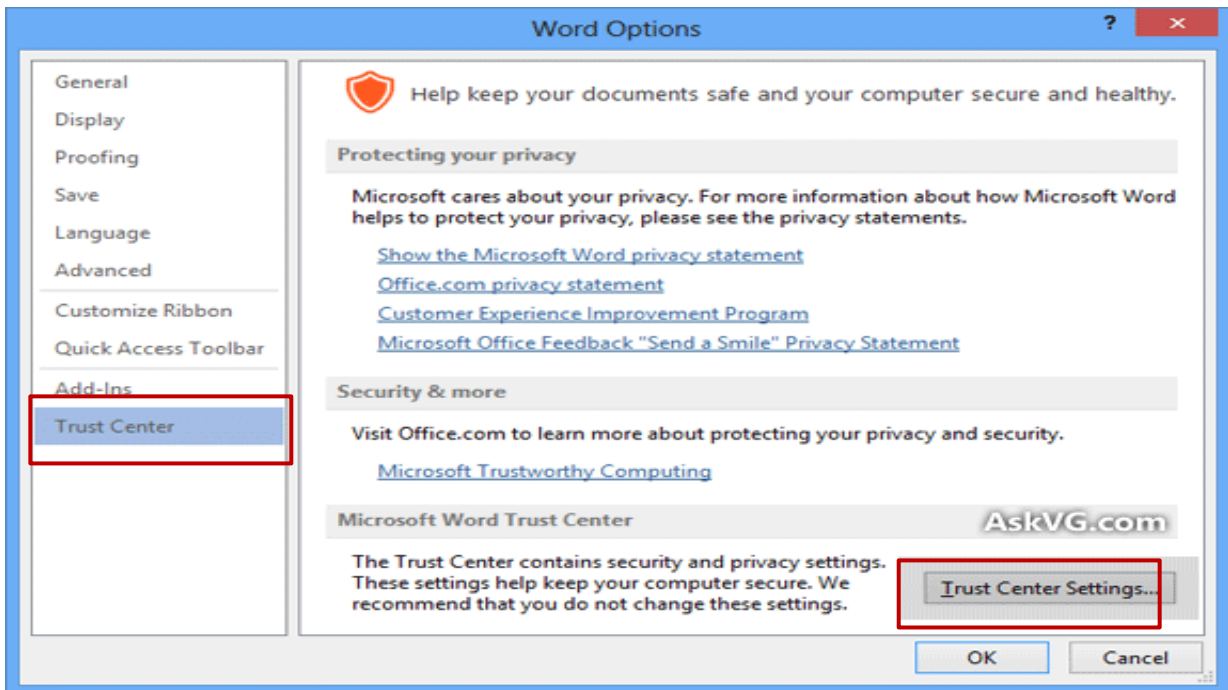 Word Options
?
×
General
Display
Proofing
Save
Language
Advanced
Customize Ribbon
Quick Access Toolbar
Add-Ins
Trust Center
Help keep your documents safe and your computer secure and healthy.
Protecting your privacy
Microsoft cares about your privacy. For more information about how Microsoft Word
helps to protect your privacy, please see the privacy statements.
Show the Microsoft Word privacy statement
Office.com privacy statement
Customer Experience Improvement Program
Microsoft Office Feedback "Send a Smile" Privacy Statement
Security & more
Visit Office.com to learn more about protecting your privacy and security.
Microsoft Trustworthy Computing
Microsoft Word Trust Center
AskVG.com
The Trust Center contains security and privacy settings.
These settings help keep your computer secure. We
recommend that you do not change these settings.
Trust Center Settings...
OK
Cancel